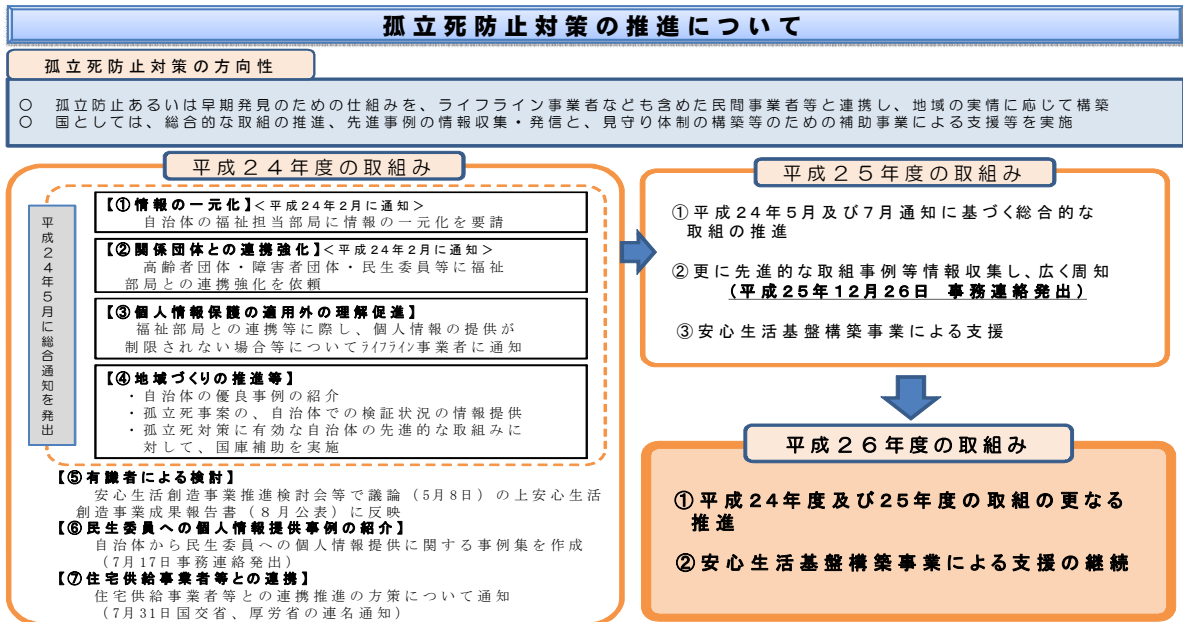 孤立死防止対策の推進について
孤立死防止対策の方向性
○ 孤立防止あるいは早期発見のための仕組みを、ライフライン事業者なども含めた民間事業者等と連携し、地域の実情に応じて構築
○ 国としては、総合的な取組の推進、先進事例の情報収集・発信と、見守り体制の構築等のための補助事業による支援等を実施
平成24年度の取組み
平成24年5月に総合通知を発出
【①情報の一元化】<平成24年2月に通知>
自治体の福祉担当部局に情報の一元化を要請
【②関係団体との連携強化】<平成24年2月に通知>
高齢者団体・障害者団体・民生委員等に福祉
部局との連携強化を依頼
【③個人情報保護の適用外の理解促進】
福祉部局との連携等に際し、個人情報の提供が
制限されない場合等についてﾗｲﾌﾗｲﾝ事業者に通知
【④地域づくりの推進等】
・自治体の優良事例の紹介
・孤立死事案の、自治体での検証状況の情報提供
・孤立死対策に有効な自治体の先進的な取組みに
対して、国庫補助を実施
【⑤有識者による検討】
安心生活創造事業推進検討会等で議論（5月8日）の上安心生活
創造事業成果報告書（８月公表）に反映
【⑥民生委員への個人情報提供事例の紹介】
自治体から民生委員への個人情報提供に関する事例集を作成
（7月17日事務連絡発出）
【⑦住宅供給事業者等との連携】
住宅供給事業者等との連携推進の方策について通知
（7月31日国交省、厚労省の連名通知）
平成25年度の取組み
①平成24年5月及び7月通知に基づく総合的な
取組の推進
②更に先進的な取組事例等情報収集し、広く周知
（平成25年12月26日 事務連絡発出）
③安心生活基盤構築事業による支援
平成26年度の取組み
①平成24年度及び25年度の取組の更なる
推進
②安心生活基盤構築事業による支援の継続